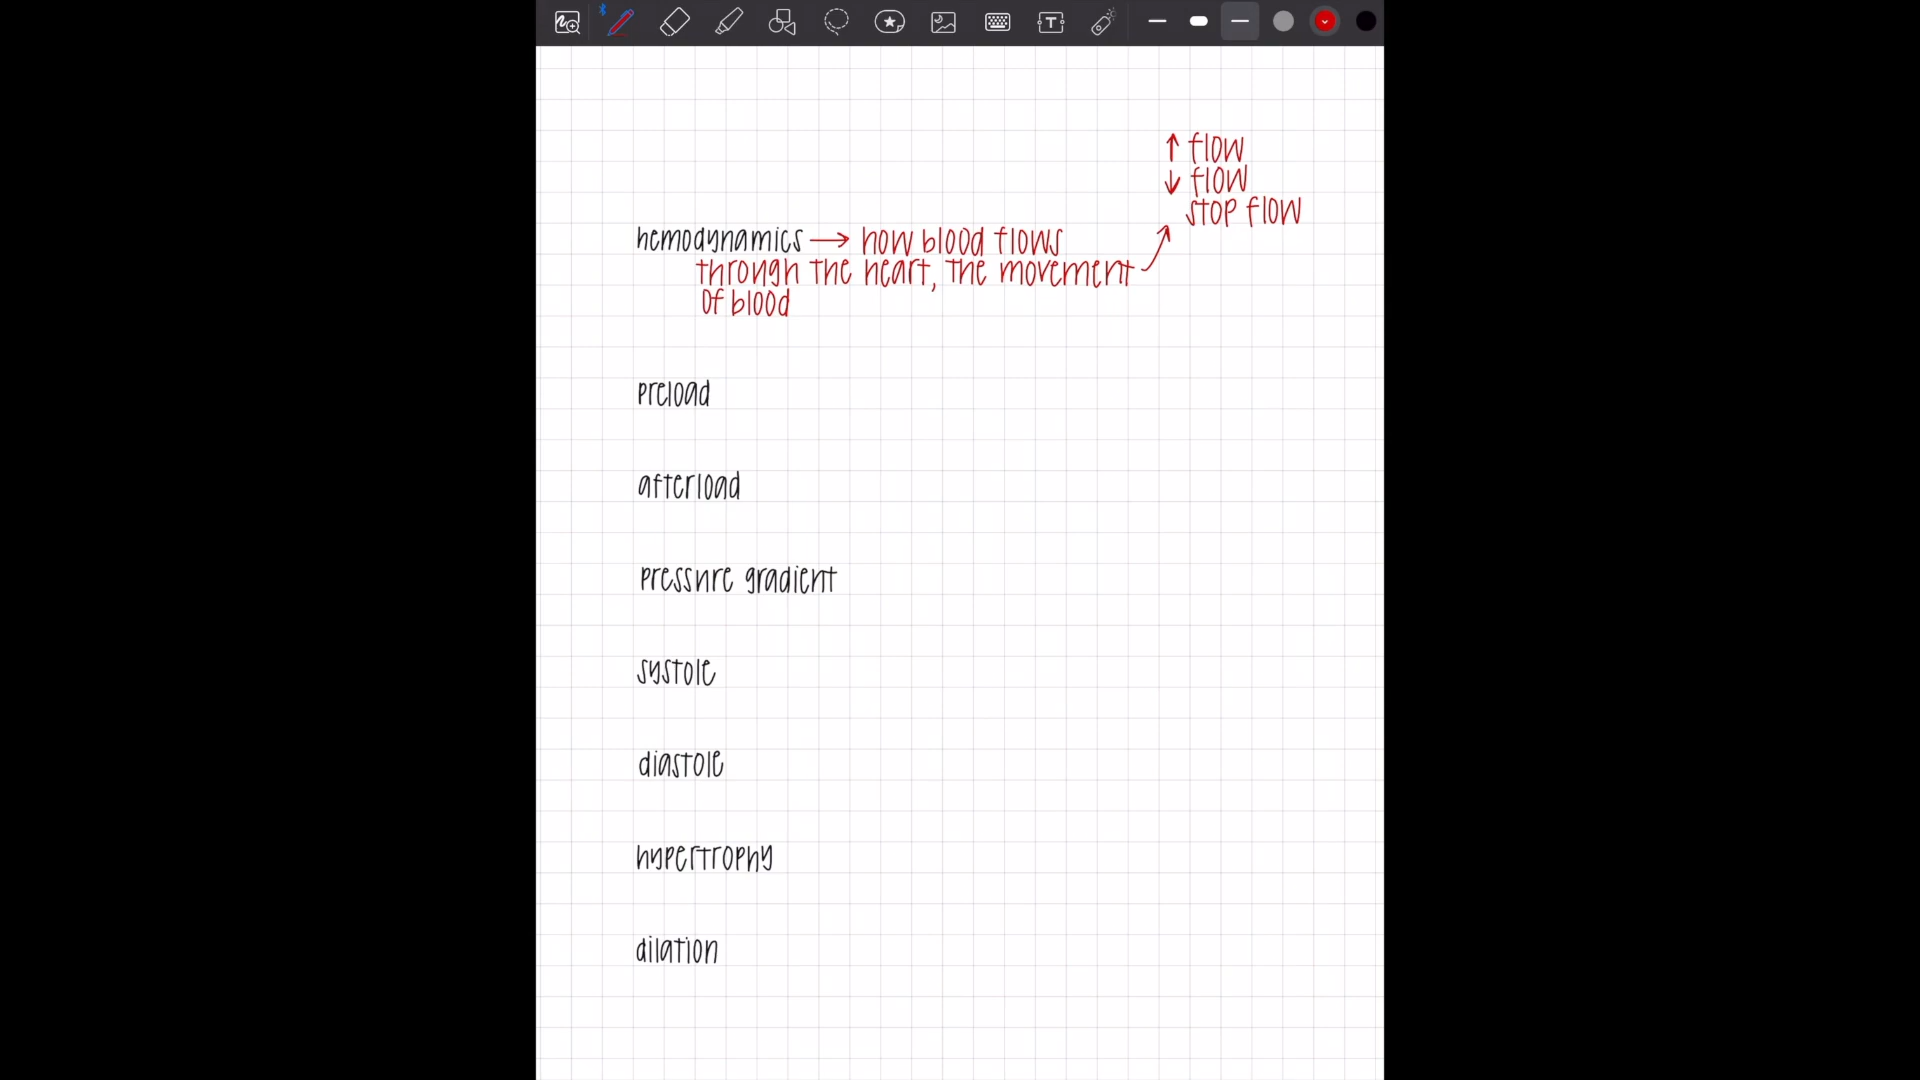 ↑ flow
↓ flow
stop flow
hemodynamics → how blood flows
through the heart, the movement
of blood
preload
afterload
pressure gradient
systole
diastole
hypertrophy
dilation